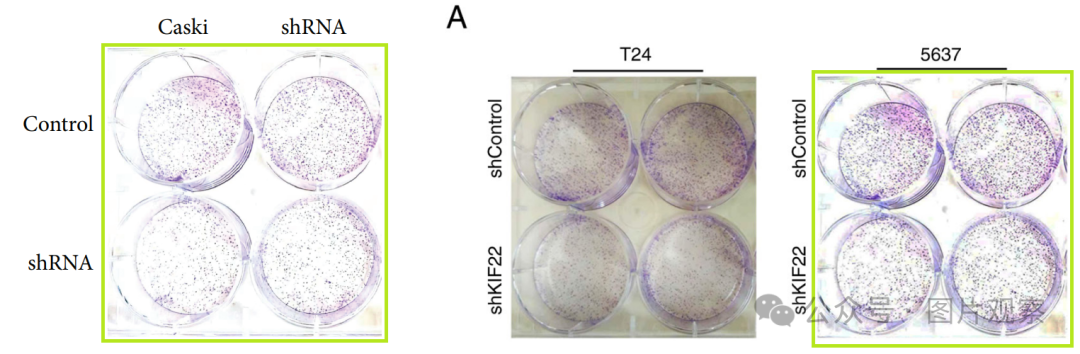 Caski shRNA
Control
shRNA
A
T24
5637
shControl
shKIF22
shControl
shKIF22
公众号 图片观察